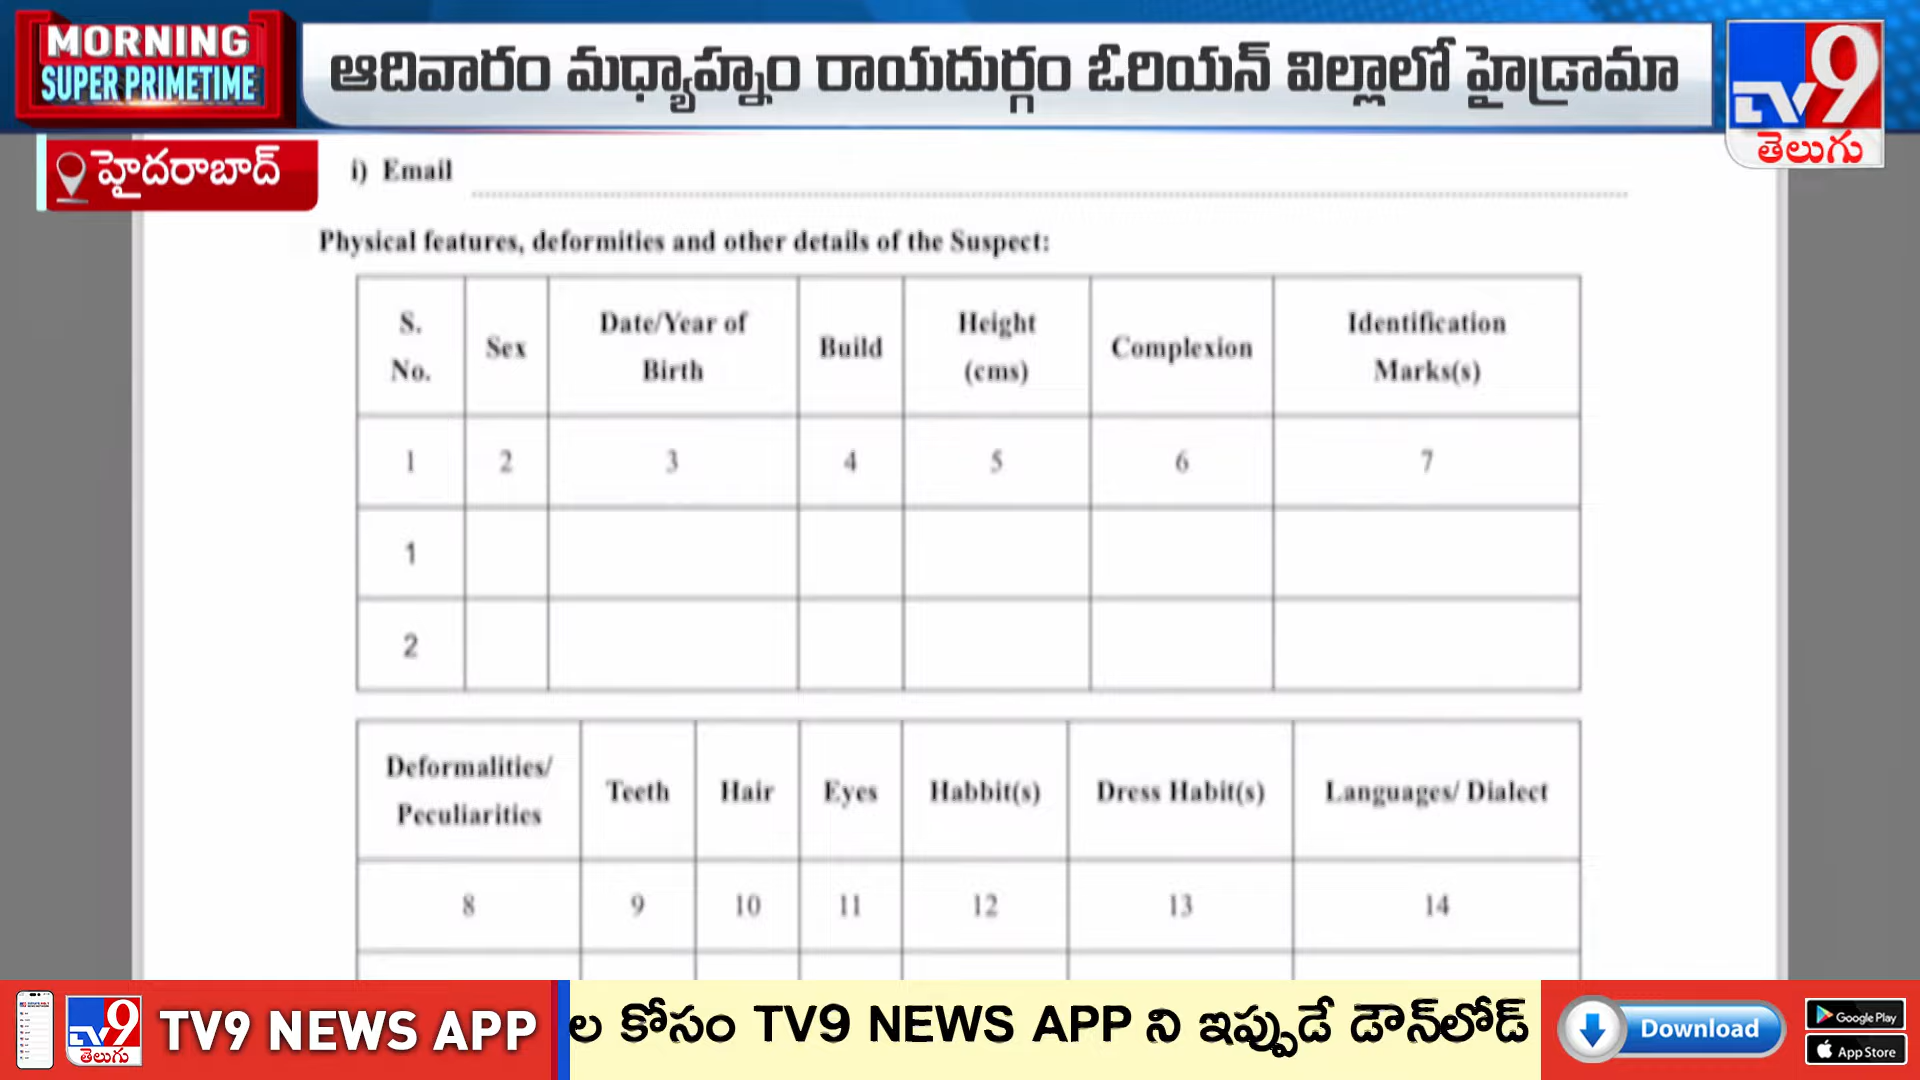 MORNING
SUPER PRIMETIME
ఆదివారం మధ్యాహ్నం రాయదుర్గం ఓరియన్ విల్లాలో హైడ్రామా
TV9
తెలుగు
హైదరాబాద్
i) Email
Physical features, deformities and other details of the Suspect:
S. No. Sex Date/Year of Birth Build Height (cms) Complexion Identification Marks(s)
1 2 3 4 5 6 7
1
2
Deformalities/ Peculiarities Teeth Hair Eyes Habbit(s) Dress Habit(s) Languages/ Dialect
8 9 10 11 12 13 14
TV9
తెలుగు
TV9 NEWS APP
ల కోసం TV9 NEWS APP ని ఇప్పుడే డౌన్‌లోడ్
Download
Google Play
App Store